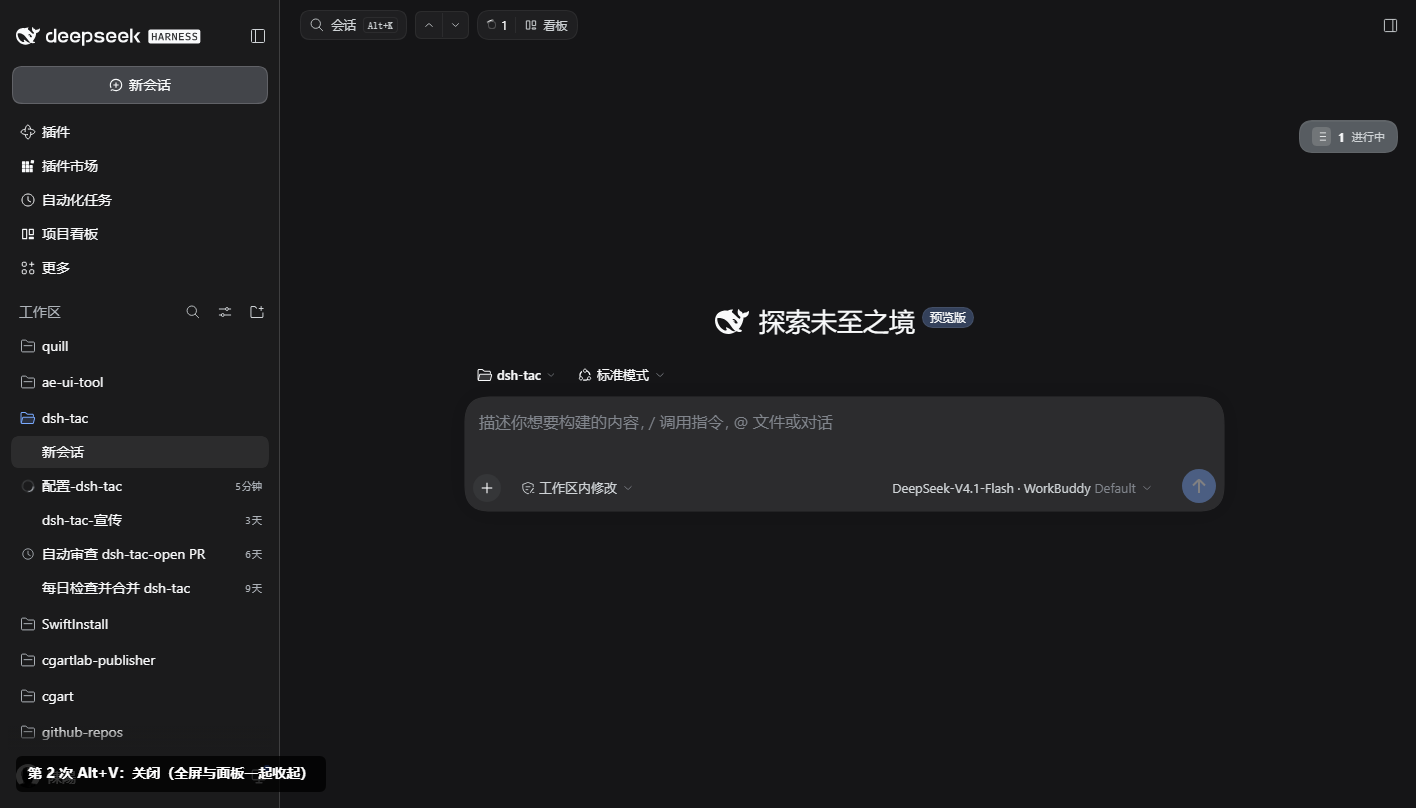 deepseek HARNESS
新会话
插件
插件市场
自动化任务
项目看板
更多
工作区
quill
ae-ui-tool
dsh-tac
新会话
配置-dsh-tac 5分钟
dsh-tac-宣传 3天
自动审查 dsh-tac-open PR 6天
每日检查并合并 dsh-tac 9天
SwiftInstall
cgartlab-publisher
cgart
github-repos
第 2 次 Alt+V：关闭（全屏与面板一起收起）
会话 Alt+K
1 看板
1 进行中
探索未至之境 预览版
dsh-tac 标准模式
描述你想要构建的内容, / 调用指令, @ 文件或对话
工作区内修改 DeepSeek-V4.1-Flash · WorkBuddy Default